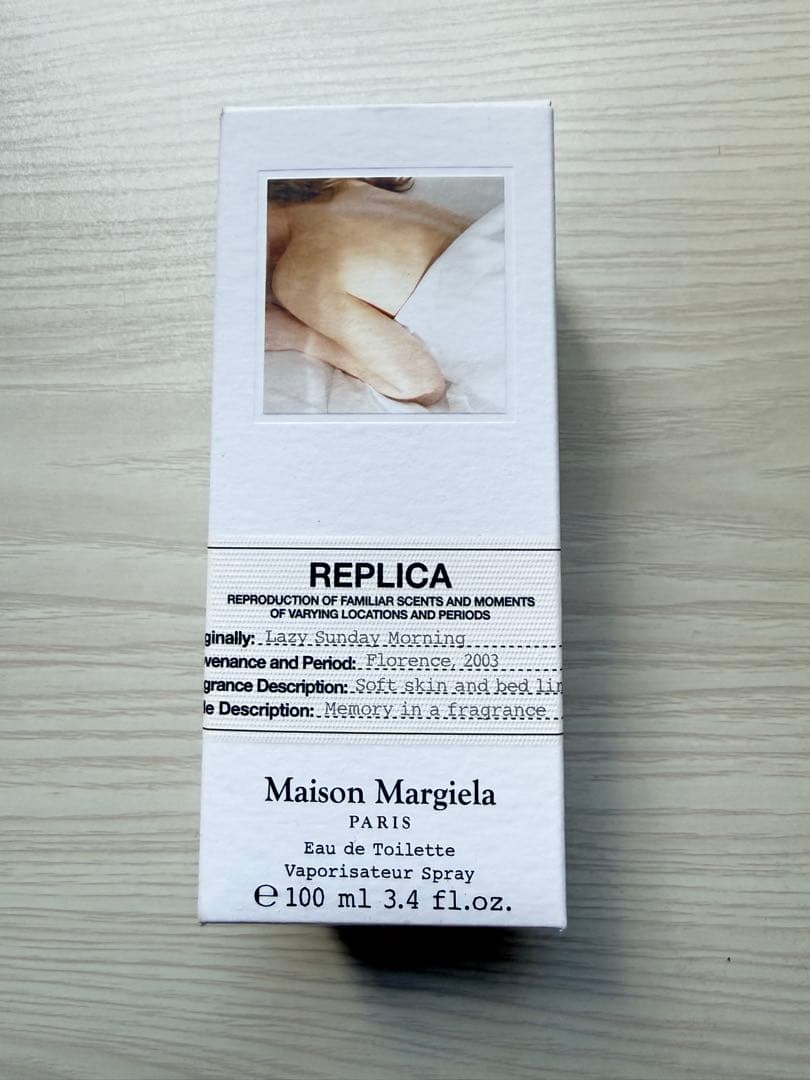 REPLICA
REPRODUCTION OF FAMILIAR SCENTS AND MOMENTS
OF VARYING LOCATIONS AND PERIODS
ginally: Lazy Sunday Morning
venance and Period: Florence, 2003
grance Description: Soft skin and bed lin
le Description: Memory in a fragrance
Maison Margiela
PARIS
Eau de Toilette
Vaporisateur Spray
℮ 100 ml 3.4 fl.oz.